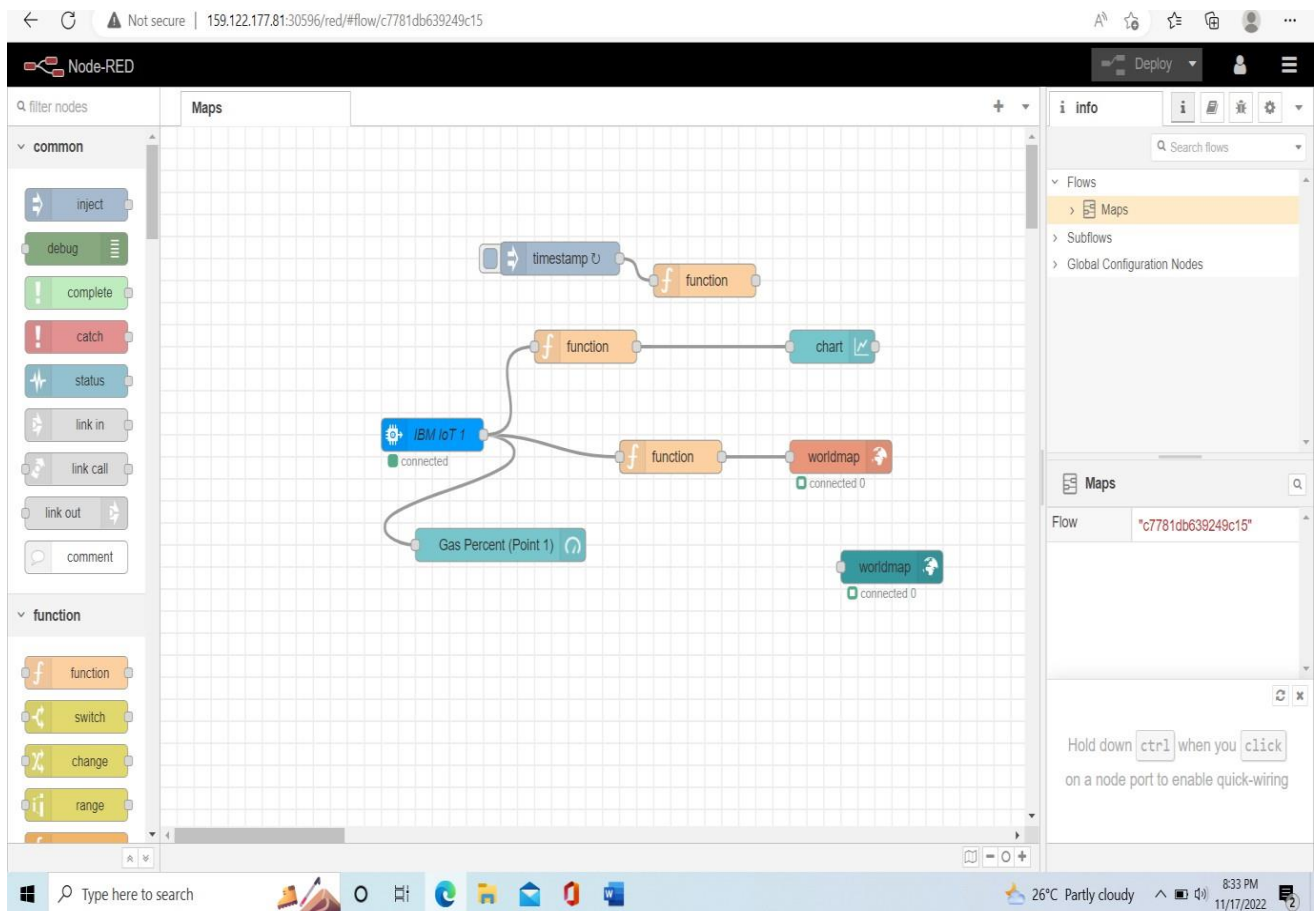 Not secure | 159.122.177.81:30596/red/#flow/c7781db639249c15
Node-RED
Deploy
filter nodes
Maps
i info
Search flows
common
inject
debug
complete
catch
status
link in
link call
link out
comment
function
function
switch
change
range
timestamp ↻
function
function
chart
IBM IoT 1
connected
function
worldmap
connected 0
Gas Percent (Point 1)
worldmap
connected 0
Flows
Maps
Subflows
Global Configuration Nodes
Maps
Flow "c7781db639249c15"
Hold down ctrl when you click
on a node port to enable quick-wiring
Type here to search
26°C Partly cloudy
8:33 PM
11/17/2022
2